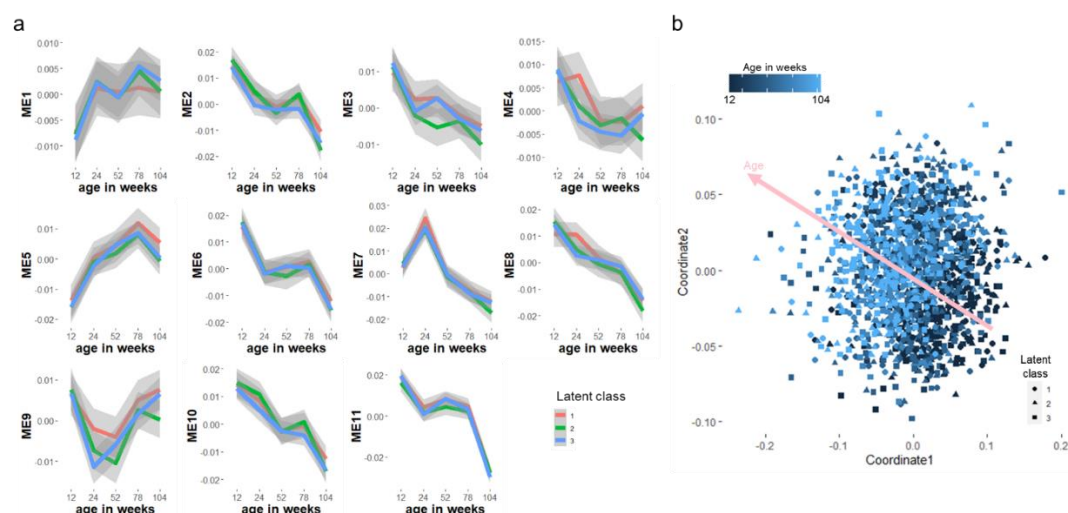 a
0.010
0.005
0.000
-0.005
-0.010
ME1
12 24 52 78 104
age in weeks
0.02
0.01
0.00
-0.01
-0.02
ME2
12 24 52 78 104
age in weeks
0.01
0.00
-0.01
ME3
12 24 52 78 104
age in weeks
0.015
0.010
0.005
0.000
-0.005
-0.010
ME4
12 24 52 78 104
age in weeks
0.01
0.00
-0.01
-0.02
ME5
12 24 52 78 104
age in weeks
0.02
0.01
0.00
-0.01
-0.02
ME6
12 24 52 78 104
age in weeks
0.03
0.02
0.01
0.00
-0.01
-0.02
ME7
12 24 52 78 104
age in weeks
0.02
0.01
0.00
-0.01
-0.02
ME8
12 24 52 78 104
age in weeks
0.01
0.00
-0.01
ME9
12 24 52 78 104
age in weeks
0.02
0.01
0.00
-0.01
-0.02
ME10
12 24 52 78 104
age in weeks
0.02
0.00
-0.02
ME11
12 24 52 78 104
age in weeks
Latent class
1
2
3
b
Age in weeks
12 104
0.10
0.05
0.00
-0.05
-0.10
Coordinate2
Age
-0.2 -0.1 0.0 0.1 0.2
Coordinate1
Latent
class
1
2
3